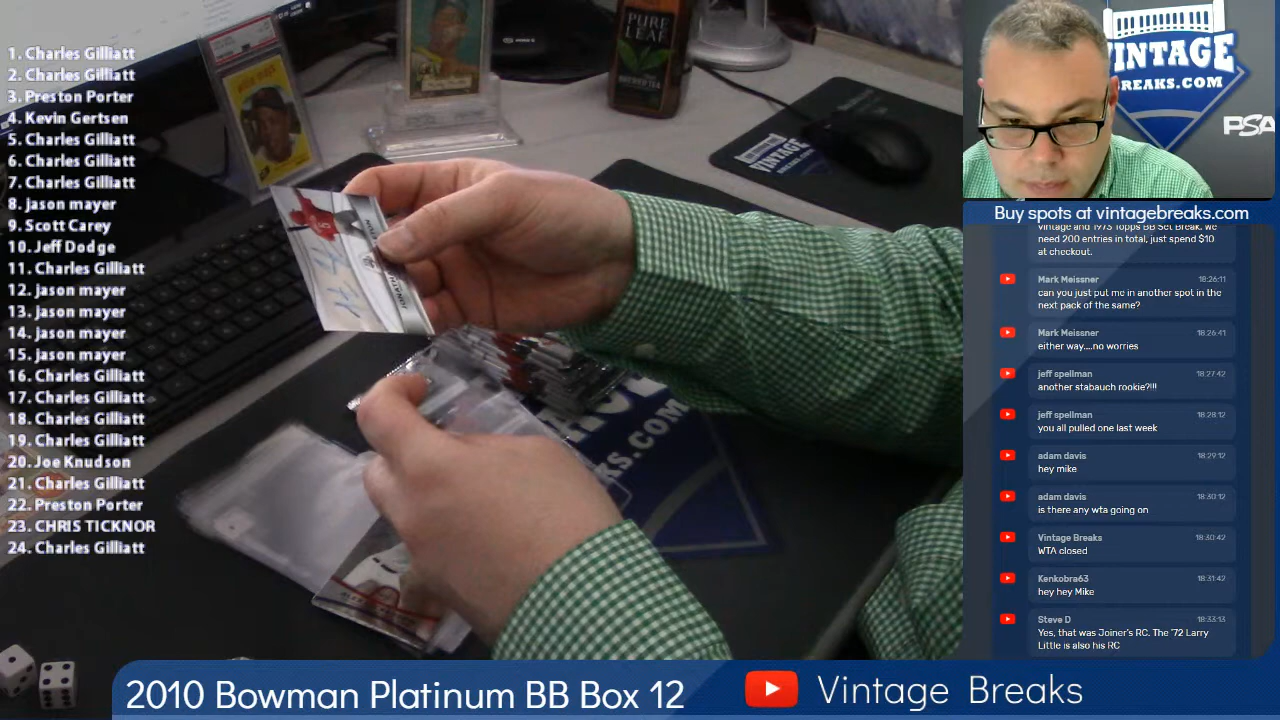 1. Charles Gilliatt
2. Charles Gilliatt
3. Preston Porter
4. Kevin Gertsen
5. Charles Gilliatt
6. Charles Gilliatt
7. Charles Gilliatt
8. jason mayer
9. Scott Carey
10. Jeff Dodge
11. Charles Gilliatt
12. jason mayer
13. jason mayer
14. jason mayer
15. jason mayer
16. Charles Gilliatt
17. Charles Gilliatt
18. Charles Gilliatt
19. Charles Gilliatt
20. Joe Knudson
21. Charles Gilliatt
22. Preston Porter
23. CHRIS TICKNOR
24. Charles Gilliatt
PURE
LEAF
VINTAGE
JONATH
S.COM
VINTAGE
REAKS.COM
PSA
Buy spots at vintagebreaks.com
vintage and 1973 Topps BB Set Break. We
need 200 entries in total, just spend $10
at checkout.
Mark Meissner 18:26:11
can you just put me in another spot in the
next pack of the same?
Mark Meissner 18:26:41
either way....no worries
jeff spellman 18:27:42
another stabauch rookie?!!!
jeff spellman 18:28:12
you all pulled one last week
adam davis 18:29:12
hey mike
adam davis 18:30:12
is there any wta going on
Vintage Breaks 18:30:42
WTA closed
Kenkobra63 18:31:42
hey hey Mike
Steve D 18:33:13
Yes, that was Joiner's RC. The '72 Larry
Little is also his RC
2010 Bowman Platinum BB Box 12
Vintage Breaks